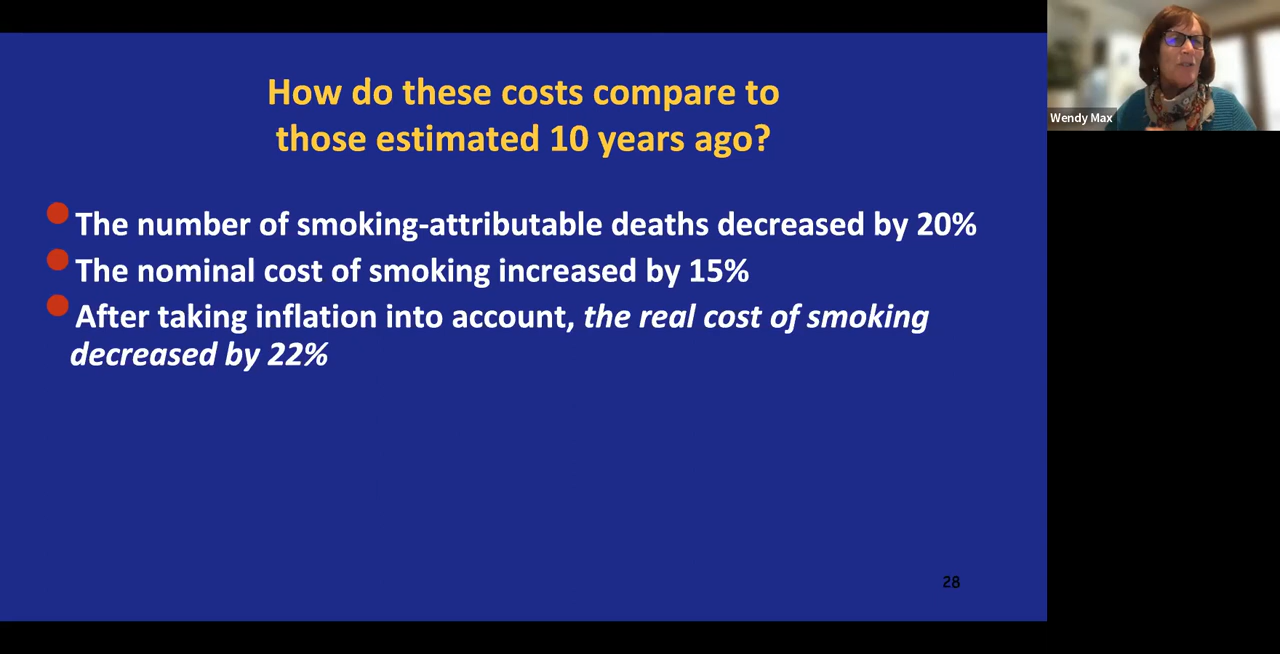 How do these costs compare to
those estimated 10 years ago?
The number of smoking-attributable deaths decreased by 20%
The nominal cost of smoking increased by 15%
After taking inflation into account, the real cost of smoking
decreased by 22%
28
Wendy Max